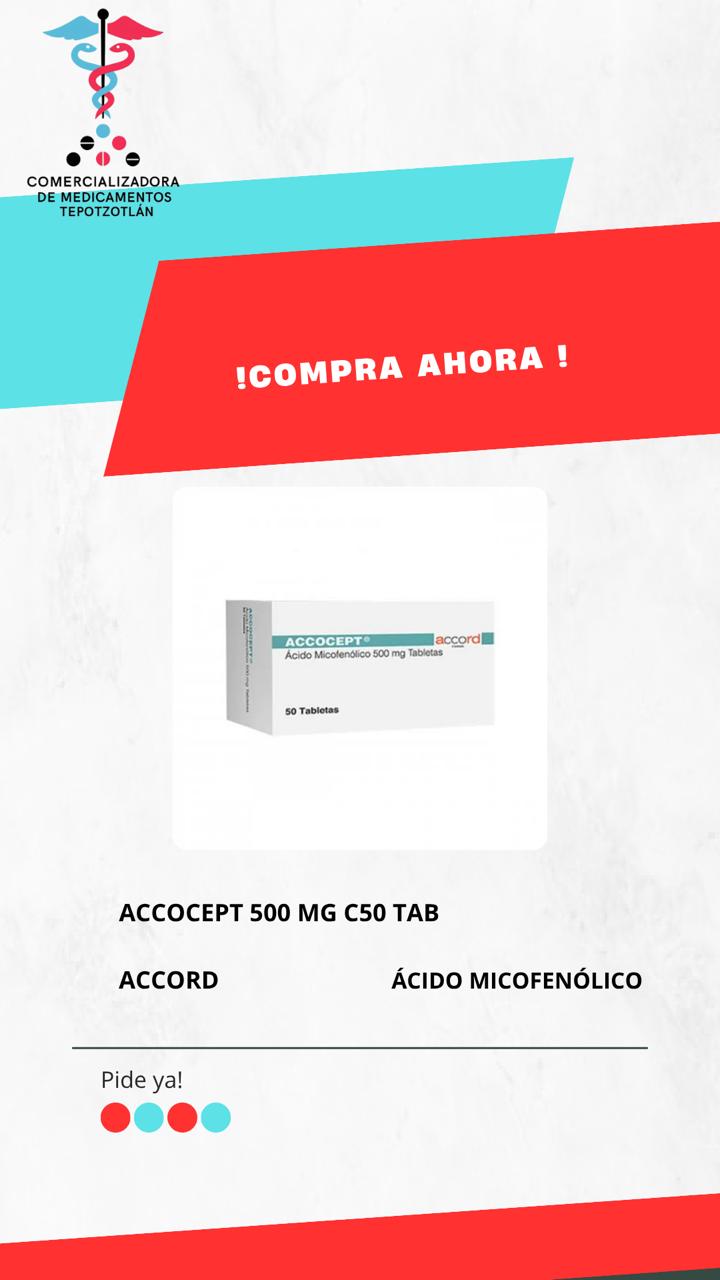 COMERCIALIZADORA
DE MEDICAMENTOS
TEPOTZOTLÁN
!COMPRA AHORA !
ACCOCEPT®
accord
Ácido Micofenólico 500 mg Tabletas
50 Tabletas
ACCOCEPT 500 MG C50 TAB
ACCORD
ÁCIDO MICOFENÓLICO
Pide ya!